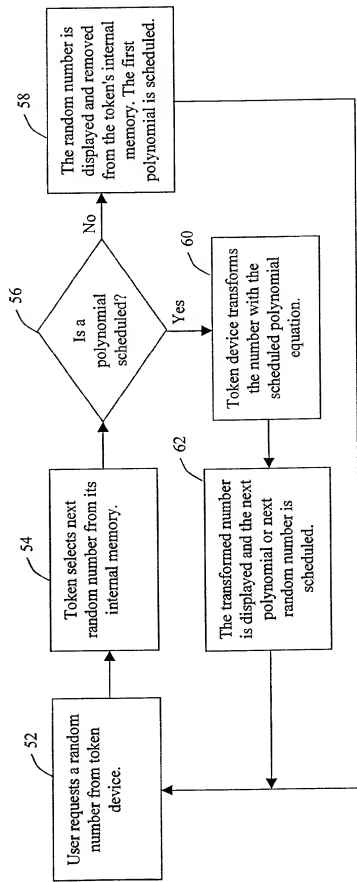 52
User requests a random
number from token
device.
54
Token selects next
random number from its
internal memory.
56
Is a
polynomial
scheduled?
No
Yes
58
The random number is
displayed and removed
from the token's internal
memory. The first
polynomial is scheduled.
60
Token device transforms
the number with the
scheduled polynomial
equation.
62
The transformed number
is displayed and the next
polynomial or next
random number is
scheduled.